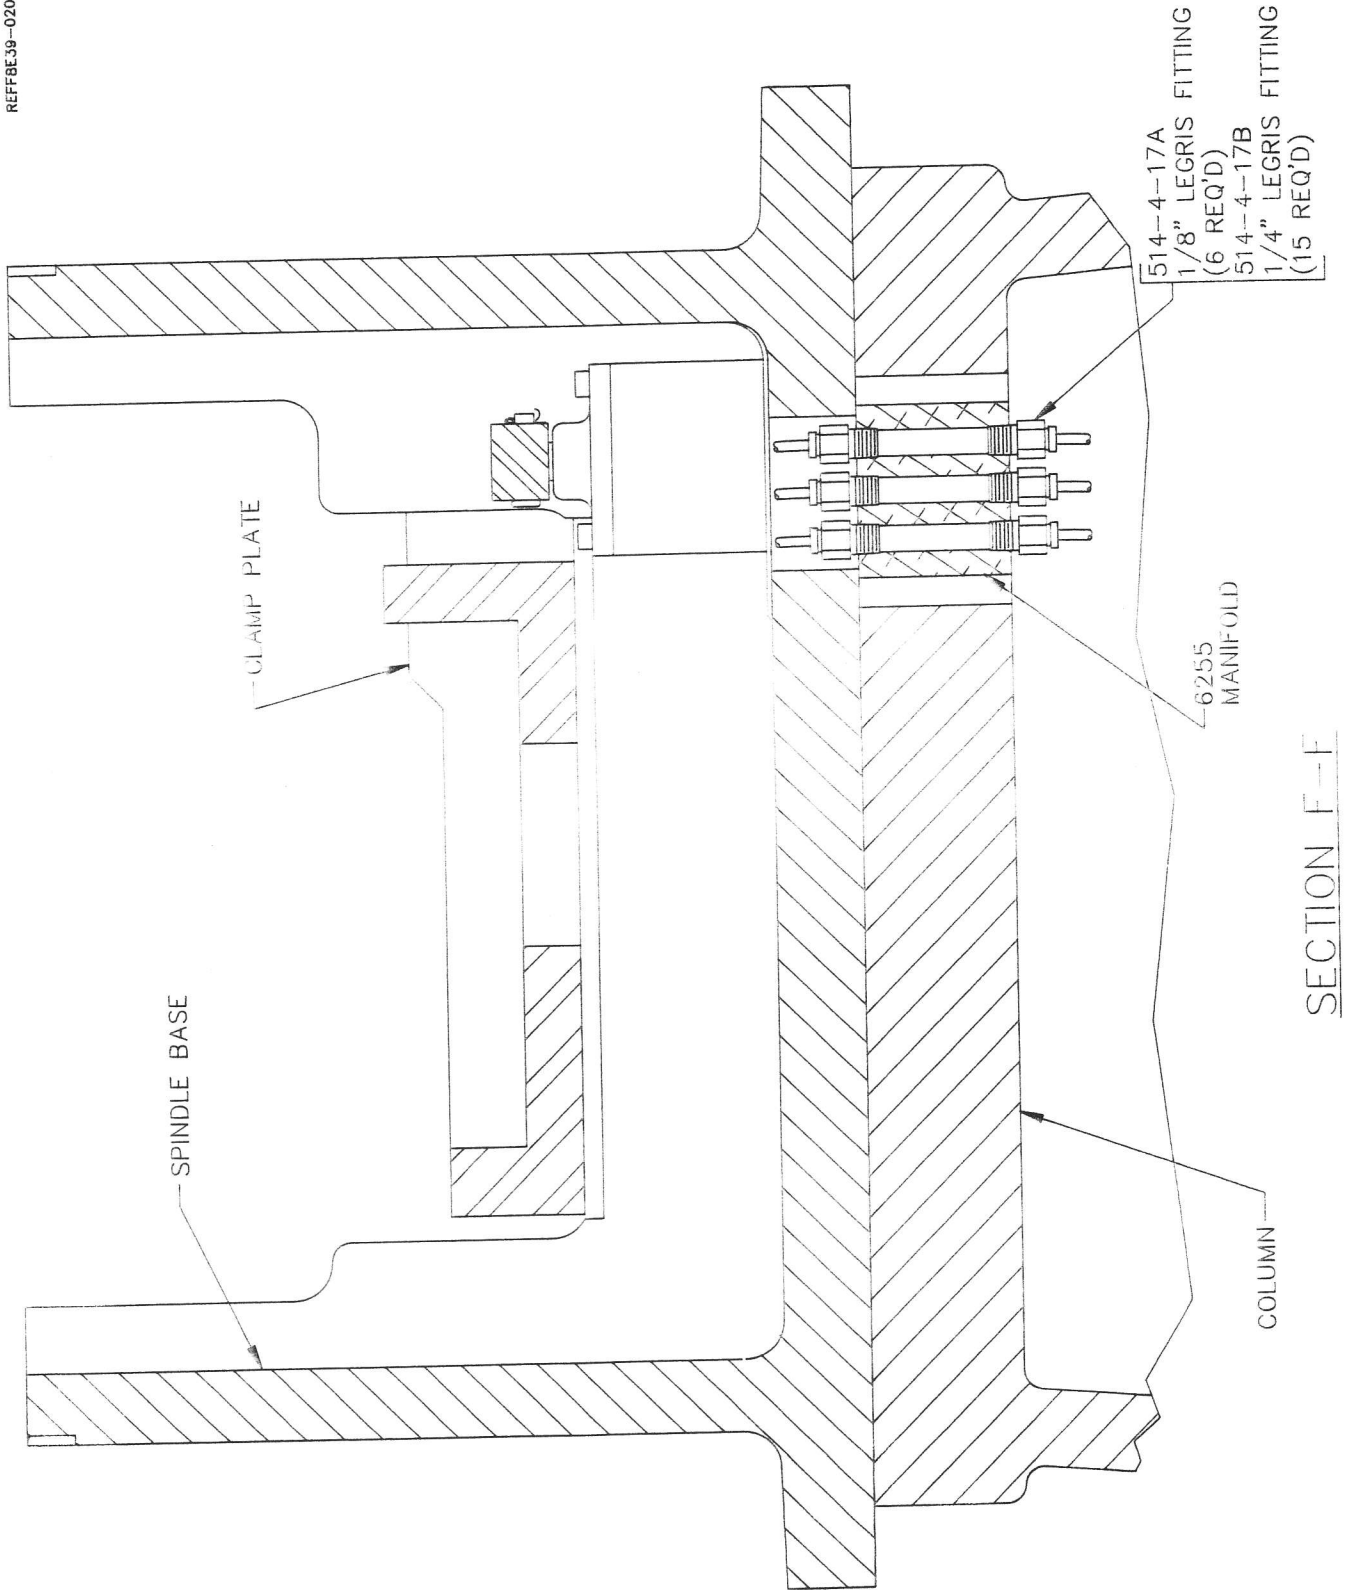 REFFBE39-020
CLAMP PLATE
SPINDLE BASE
514-4-17A
1/8" LEGRIS FITTING
(6 REQ'D)
514-4-17B
1/4" LEGRIS FITTING
(15 REQ'D)
6255
MANIFOLD
COLUMN
SECTION F-F